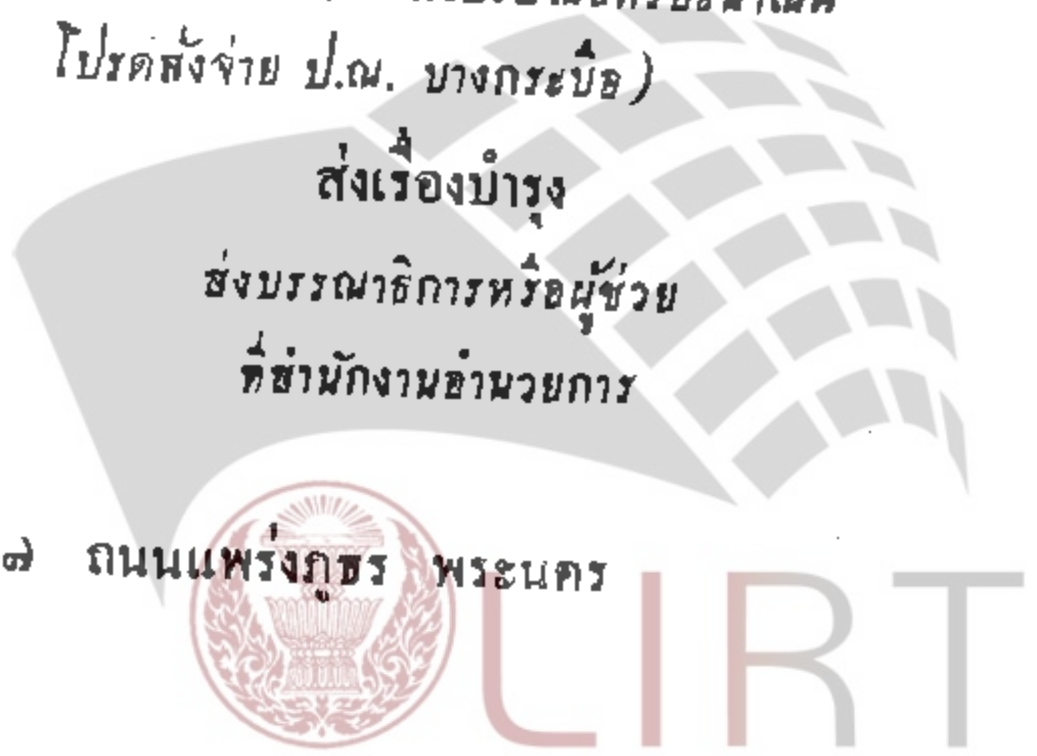 โปรดสั่งจ่าย ป.ณ. บางกระบือ)
ส่งเรื่องบำรุง
ส่งบรรณาธิการหรือผู้ช่วย
ที่สำนักงานอำนวยการ
๗ ถนนแพร่งภูธร พระนคร
LIRT